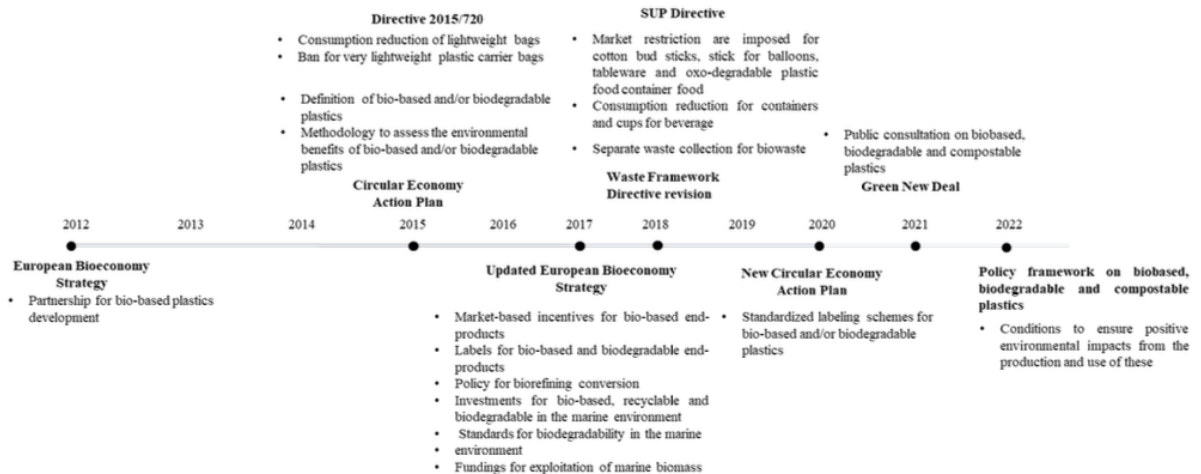 Directive 2015/720
• Consumption reduction of lightweight bags
• Ban for very lightweight plastic carrier bags
• Definition of bio-based and/or biodegradable
plastics
• Methodology to assess the environmental
benefits of bio-based and/or biodegradable
plastics
Circular Economy
Action Plan
SUP Directive
• Market restriction are imposed for
cotton bud sticks, stick for balloons,
tableware and oxo-degradable plastic
food container food
• Consumption reduction for containers
and cups for beverage
• Separate waste collection for biowaste
Waste Framework
Directive revision
• Public consultation on biobased,
biodegradable and compostable
plastics
Green New Deal
2012 2013 2014 2015 2016 2017 2018 2019 2020 2021 2022
European Bioeconomy
Strategy
• Partnership for bio-based plastics
development
Updated European Bioeconomy
Strategy
• Market-based incentives for bio-based end-
products
• Labels for bio-based and biodegradable end-
products
• Policy for biorefining conversion
• Investments for bio-based, recyclable and
biodegradable in the marine environment
• Standards for biodegradability in the marine
• environment
• Fundings for exploitation of marine biomass
New Circular Economy
Action Plan
• Standardized labeling schemes for
bio-based and/or biodegradable
plastics
Policy framework on biobased,
biodegradable and compostable
plastics
• Conditions to ensure positive
environmental impacts from the
production and use of these